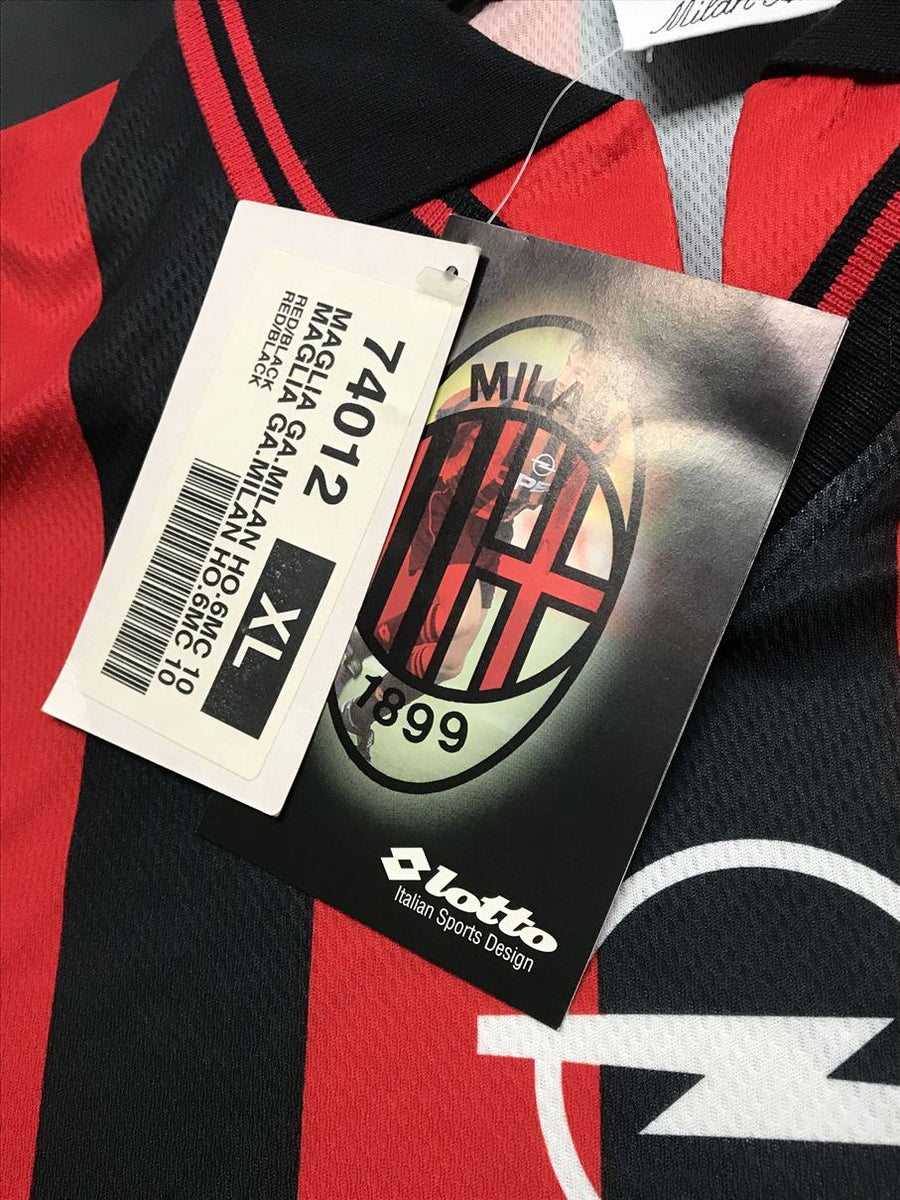 Milan
74012
MAGLIA GA.MILAN HO.6MC 10
MAGLIA GA.MILAN HO.6MC 10
RED/BLACK
RED/BLACK
XL
MILAN
1899
lotto
Italian Sports Design